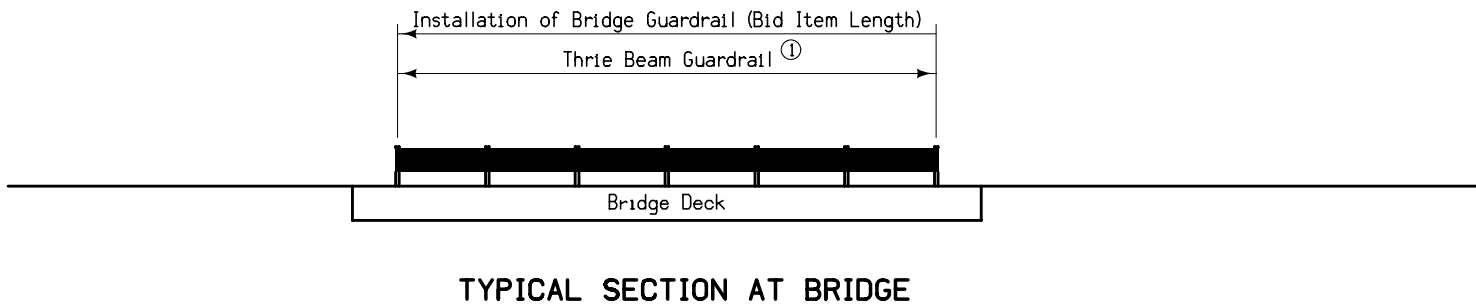 Installation of Bridge Guardrail (Bid Item Length)
Thrie Beam Guardrail ①
Bridge Deck
TYPICAL SECTION AT BRIDGE